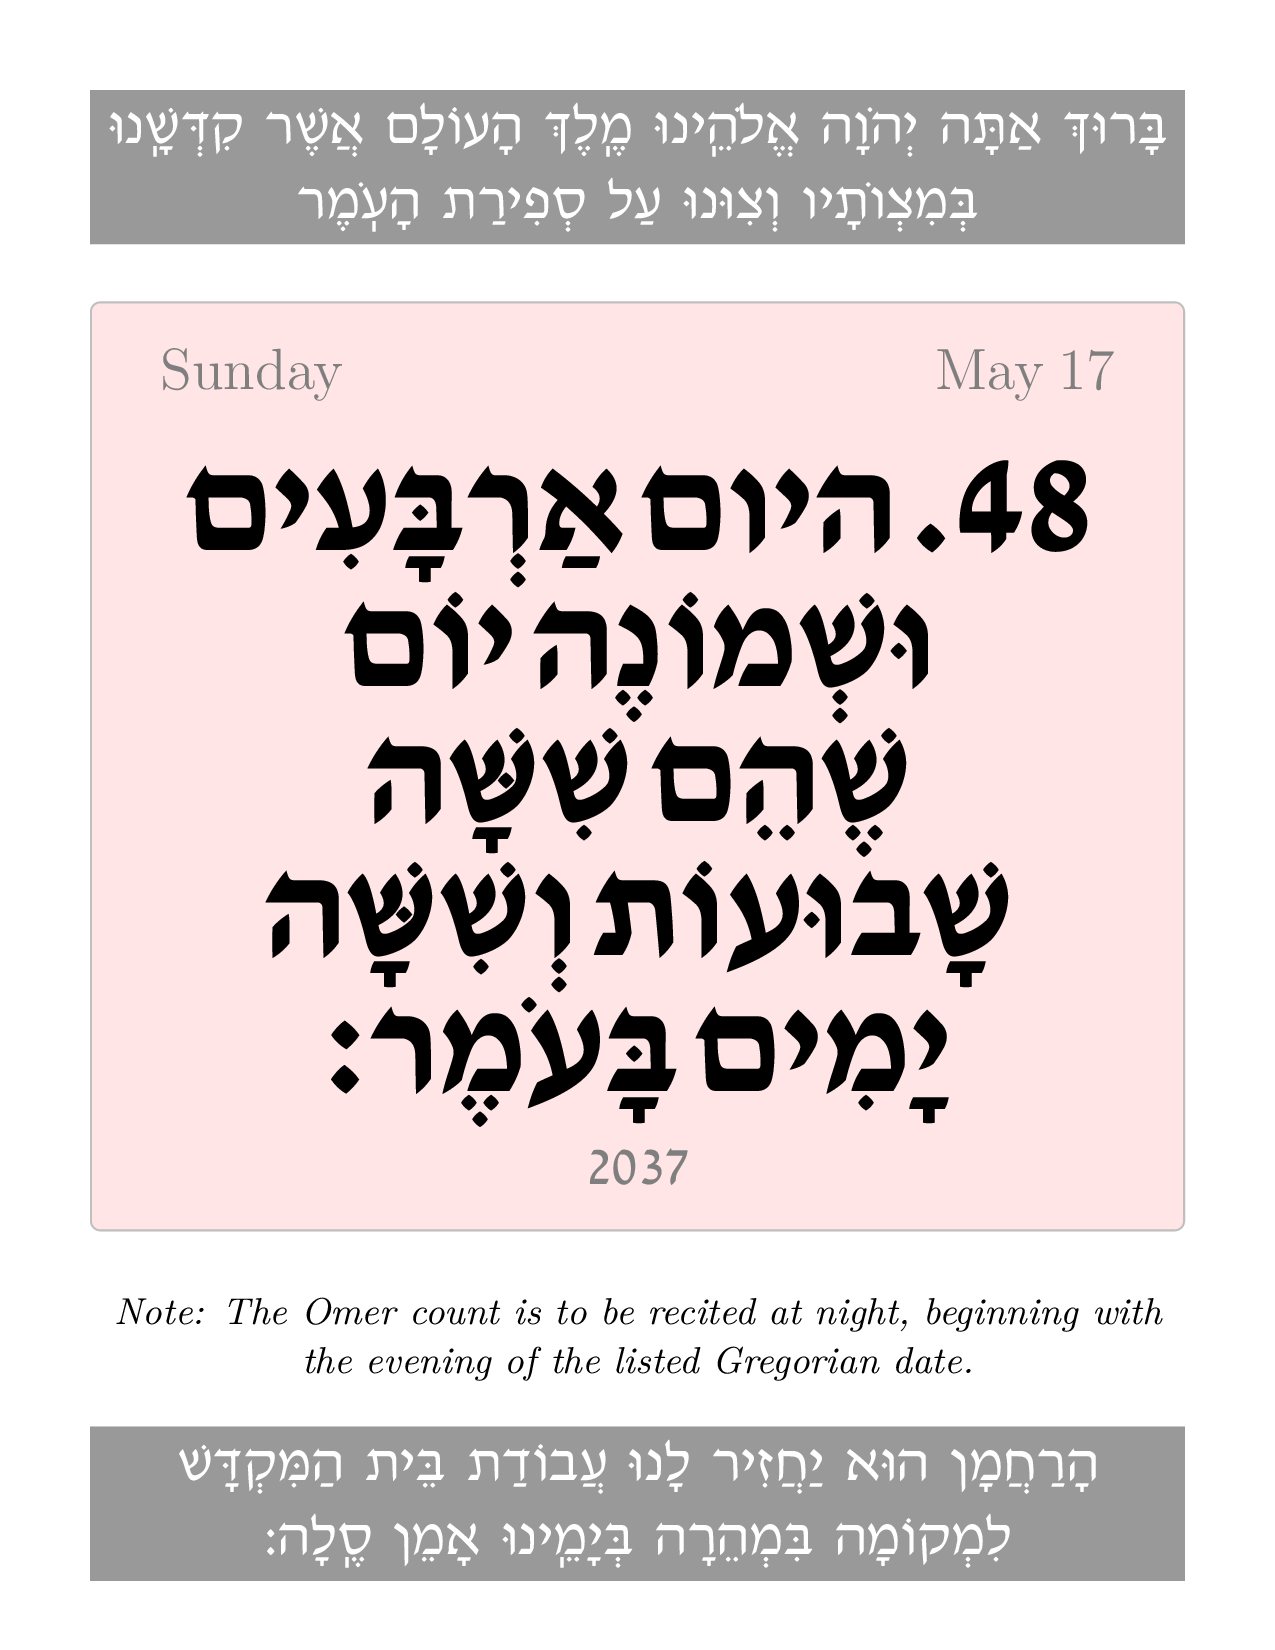 בָּרוּךְ אַתָּה יְהֹוָה אֱלֹהֵֽינוּ מֶֽלֶךְ הָעוֹלָם אֲשֶׁר קִדְּשָֽׁנוּ
בְּמִצְוֹתָיו וְצִוּנוּ עַל סְפִירַת הָעֹֽמֶר
Sunday May 17
48. היום אַרְבָּעִים
וּשְׁמוֹנֶה יוֹם
שֶׁהֵם שִׁשָּׁה
שָׁבוּעוֹת וְשִׁשָּׁה
יָמִים בָּעֹמֶר:
2037
Note: The Omer count is to be recited at night, beginning with
the evening of the listed Gregorian date.
הָרַחֲמָן הוּא יַחֲזִיר לָנוּ עֲבוֹדַת בֵּית הַמִּקְדָּשׁ
לִמְקוֹמָהּ בִּמְהֵרָה בְּיָמֵֽינוּ אָמֵן סֶֽלָה: